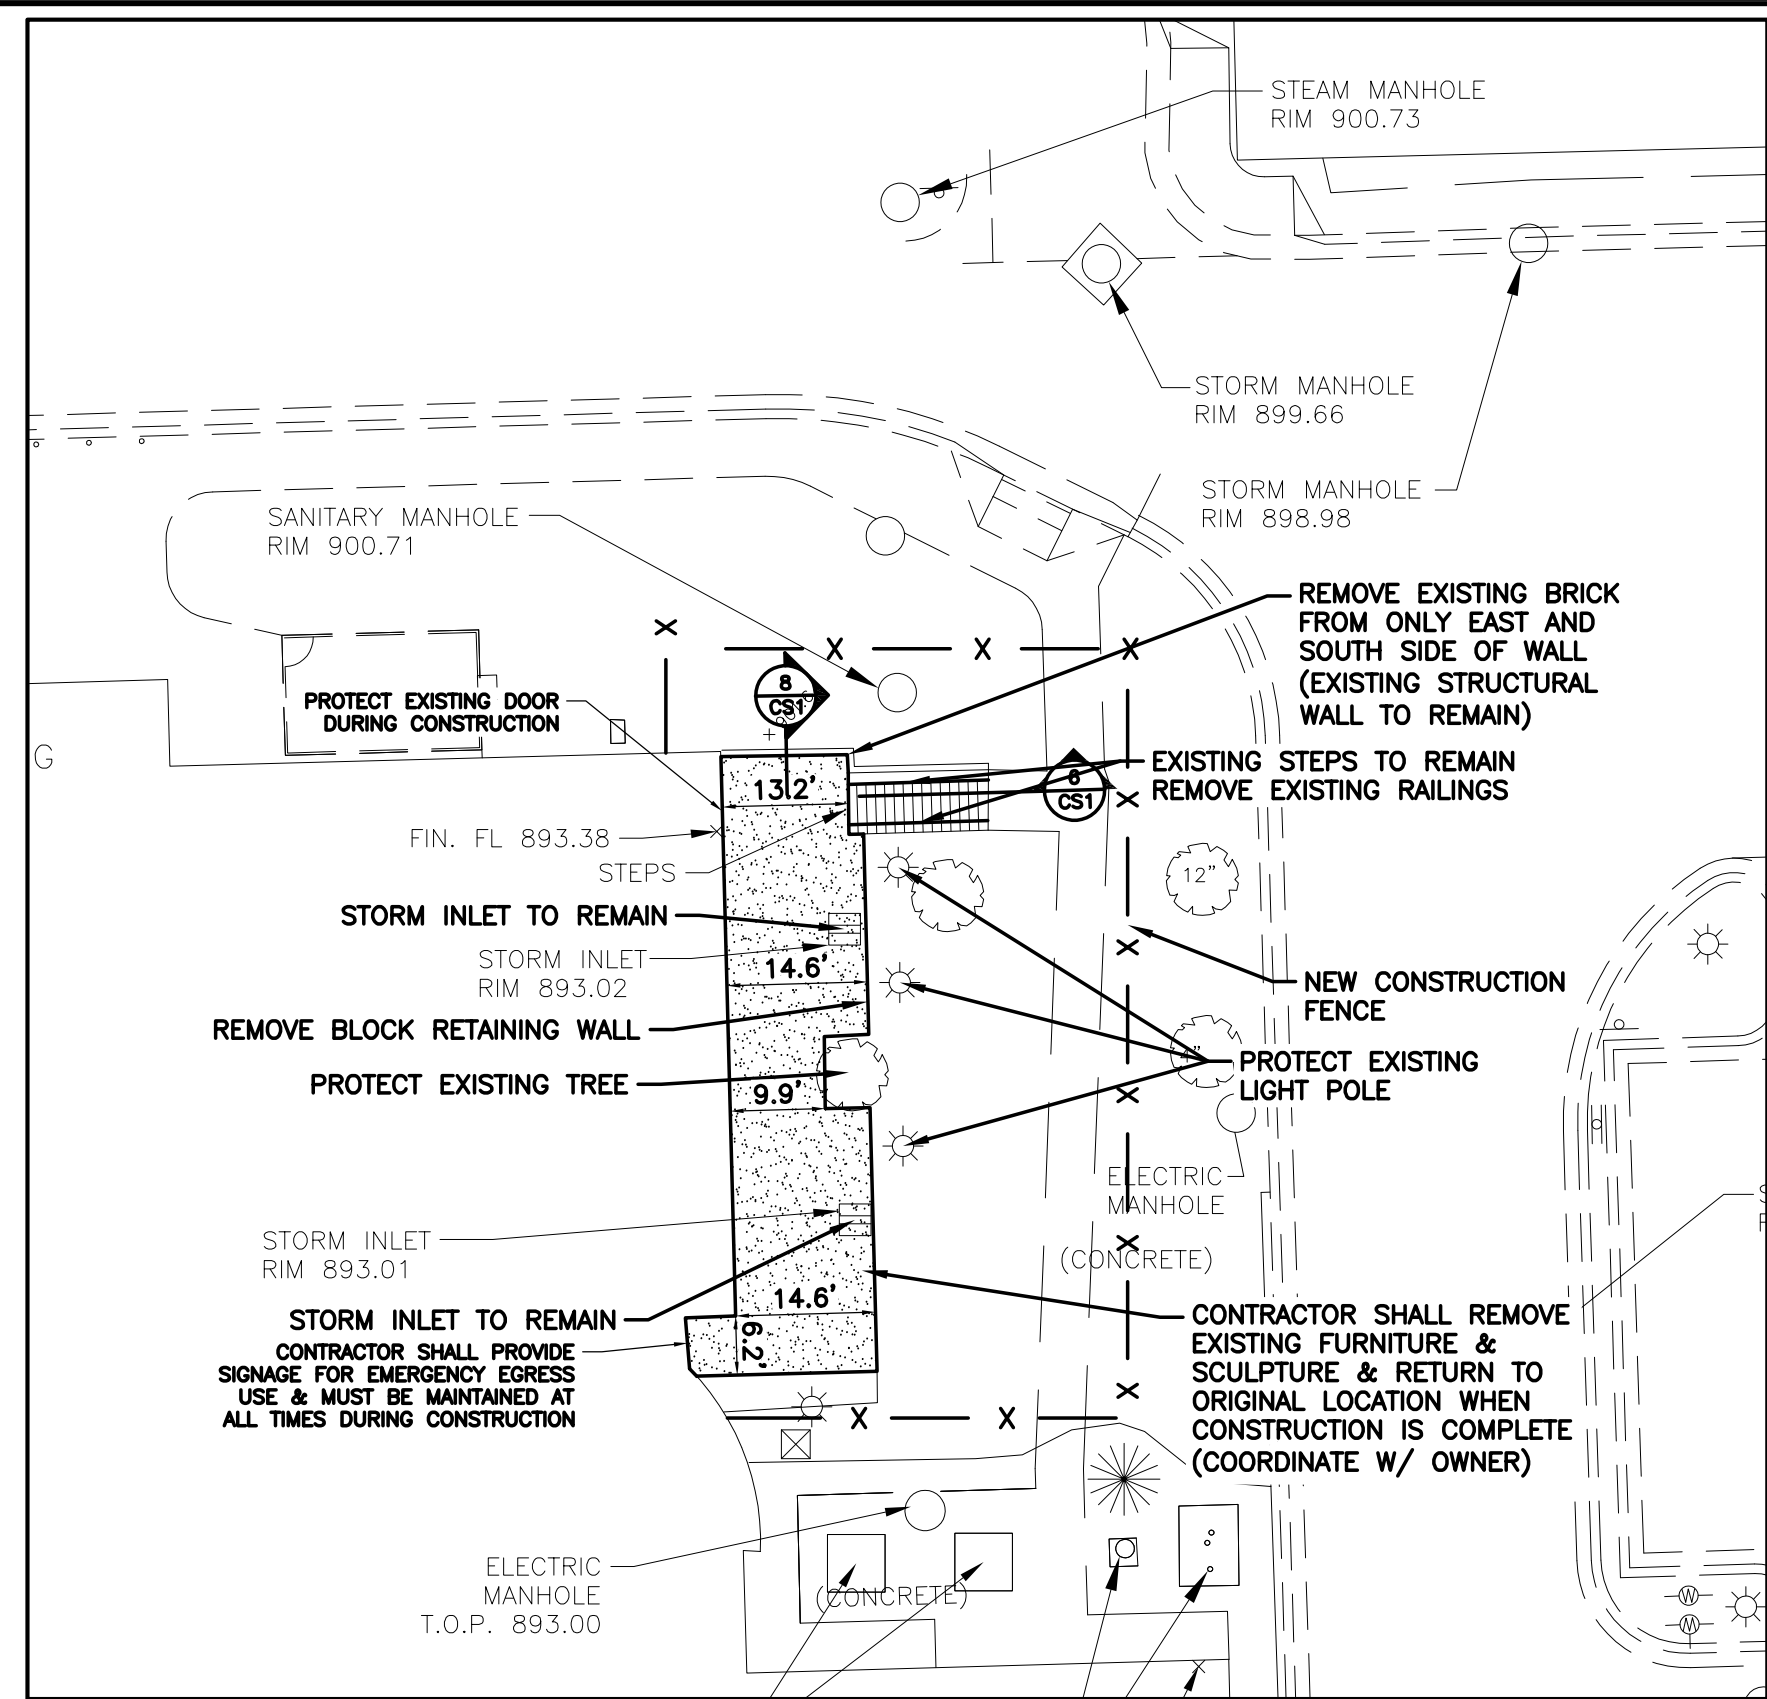 STEAM MANHOLE
RIM 900.73
STORM MANHOLE
RIM 899.66
STORM MANHOLE
RIM 898.98
SANITARY MANHOLE
RIM 900.71
REMOVE EXISTING BRICK
FROM ONLY EAST AND
SOUTH SIDE OF WALL
(EXISTING STRUCTURAL
WALL TO REMAIN)
X
X
X
X
8
CS1
PROTECT EXISTING DOOR
DURING CONSTRUCTION
G
EXISTING STEPS TO REMAIN
REMOVE EXISTING RAILINGS
13.2'
CS1
X
FIN. FL 893.38
STEPS
12"
STORM INLET TO REMAIN
STORM INLET
RIM 893.02
14.6'
X
NEW CONSTRUCTION
FENCE
REMOVE BLOCK RETAINING WALL
PROTECT EXISTING TREE
9.9'
X
PROTECT EXISTING
LIGHT POLE
ELECTRIC
MANHOLE
STORM INLET
RIM 893.01
X
(CONCRETE)
14.6'
6.2'
STORM INLET TO REMAIN
CONTRACTOR SHALL PROVIDE
SIGNAGE FOR EMERGENCY EGRESS
USE & MUST BE MAINTAINED AT
ALL TIMES DURING CONSTRUCTION
CONTRACTOR SHALL REMOVE
EXISTING FURNITURE &
SCULPTURE & RETURN TO
ORIGINAL LOCATION WHEN
CONSTRUCTION IS COMPLETE
(COORDINATE W/ OWNER)
X
X
X
ELECTRIC
MANHOLE
T.O.P. 893.00
(CONCRETE)
W
W